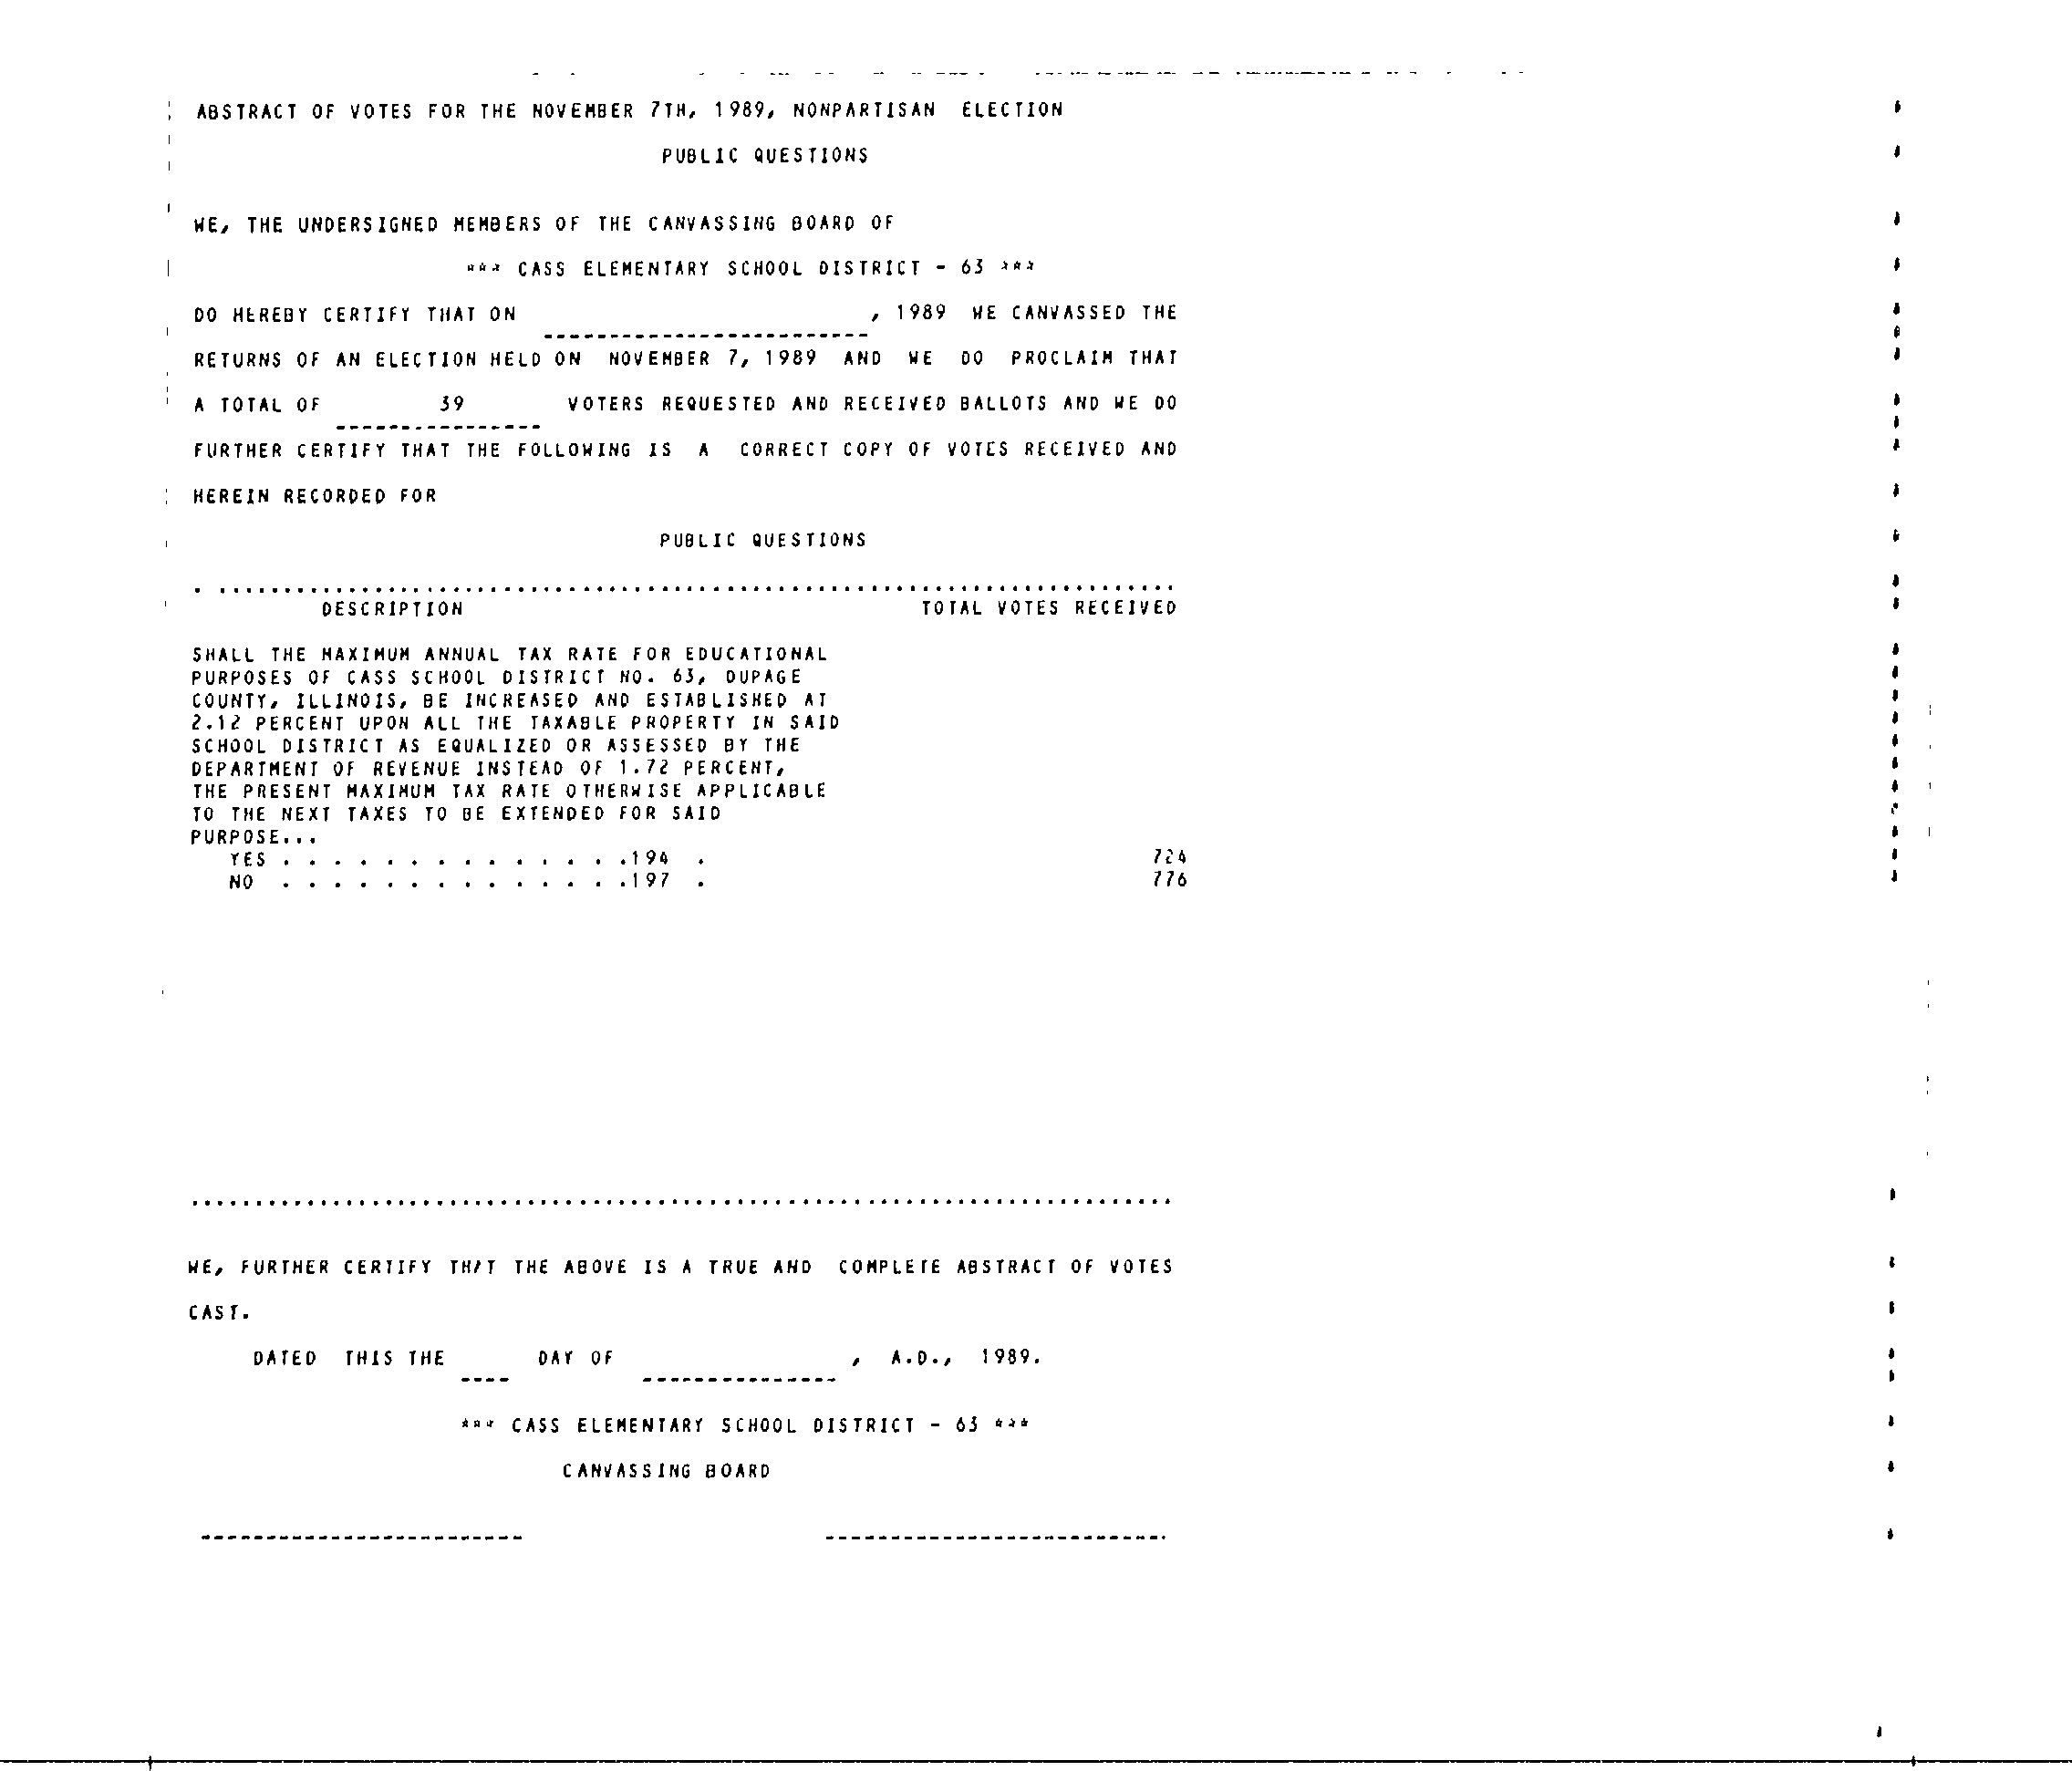 ABSTRACT OF VOTES FOR THE NOVEMBER 7TH, 1989, NONPARTISAN ELECTION
PUBLIC QUESTIONS
WE, THE UNDERSIGNED MEMBERS OF THE CANVASSING BOARD OF
*** CASS ELEMENTARY SCHOOL DISTRICT - 63 ***
DO HEREBY CERTIFY THAT ON _________________________, 1989 WE CANVASSED THE
RETURNS OF AN ELECTION HELD ON NOVEMBER 7, 1989 AND WE DO PROCLAIM THAT
A TOTAL OF 39 VOTERS REQUESTED AND RECEIVED BALLOTS AND WE DO
FURTHER CERTIFY THAT THE FOLLOWING IS A CORRECT COPY OF VOTES RECEIVED AND
HEREIN RECORDED FOR
PUBLIC QUESTIONS
DESCRIPTION TOTAL VOTES RECEIVED
SHALL THE MAXIMUM ANNUAL TAX RATE FOR EDUCATIONAL
PURPOSES OF CASS SCHOOL DISTRICT NO. 63, DUPAGE
COUNTY, ILLINOIS, BE INCREASED AND ESTABLISHED AT
2.12 PERCENT UPON ALL THE TAXABLE PROPERTY IN SAID
SCHOOL DISTRICT AS EQUALIZED OR ASSESSED BY THE
DEPARTMENT OF REVENUE INSTEAD OF 1.72 PERCENT,
THE PRESENT MAXIMUM TAX RATE OTHERWISE APPLICABLE
TO THE NEXT TAXES TO BE EXTENDED FOR SAID
PURPOSE...
YES . . . . . . . . . . . . . .194 . 724
NO . . . . . . . . . . . . . .197 . 776
WE, FURTHER CERTIFY THAT THE ABOVE IS A TRUE AND COMPLETE ABSTRACT OF VOTES
CAST.
DATED THIS THE ____ DAY OF _______________, A.D., 1989.
*** CASS ELEMENTARY SCHOOL DISTRICT - 63 ***
CANVASSING BOARD